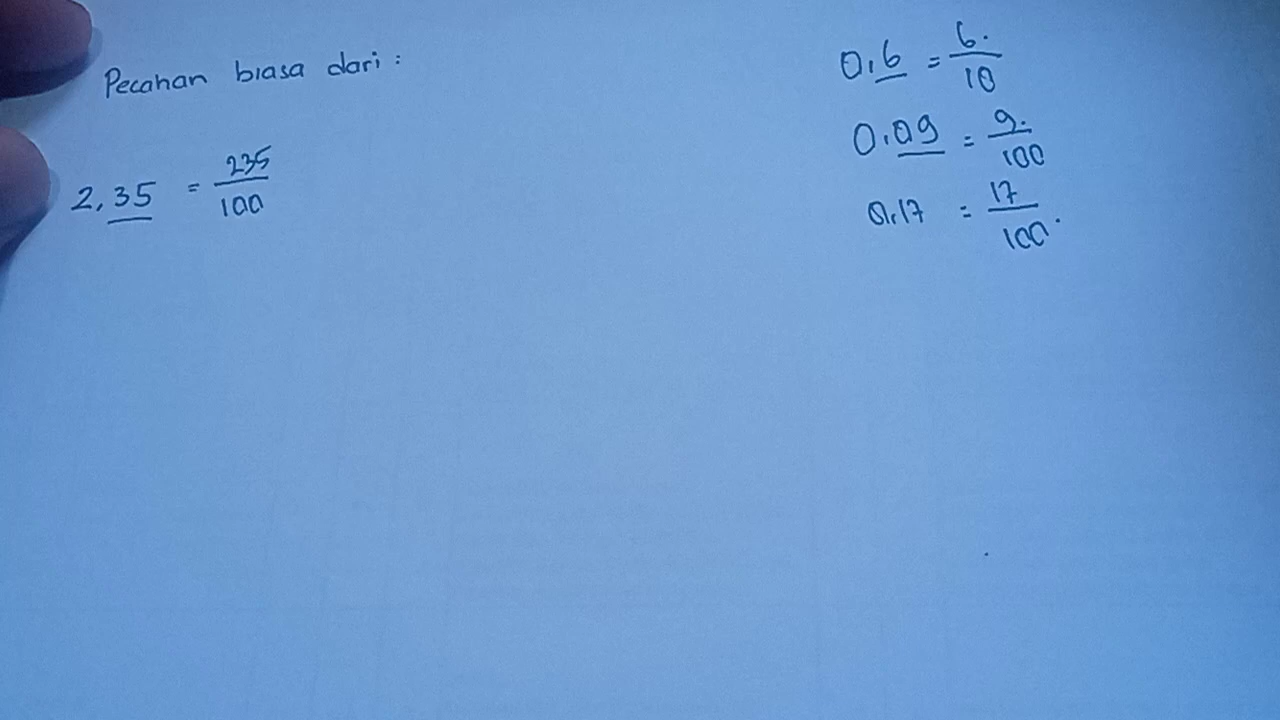 Pecahan biasa dari :
2,35 = 235/100
0,6 = 6/10
0,09 = 9/100
0,17 = 17/100